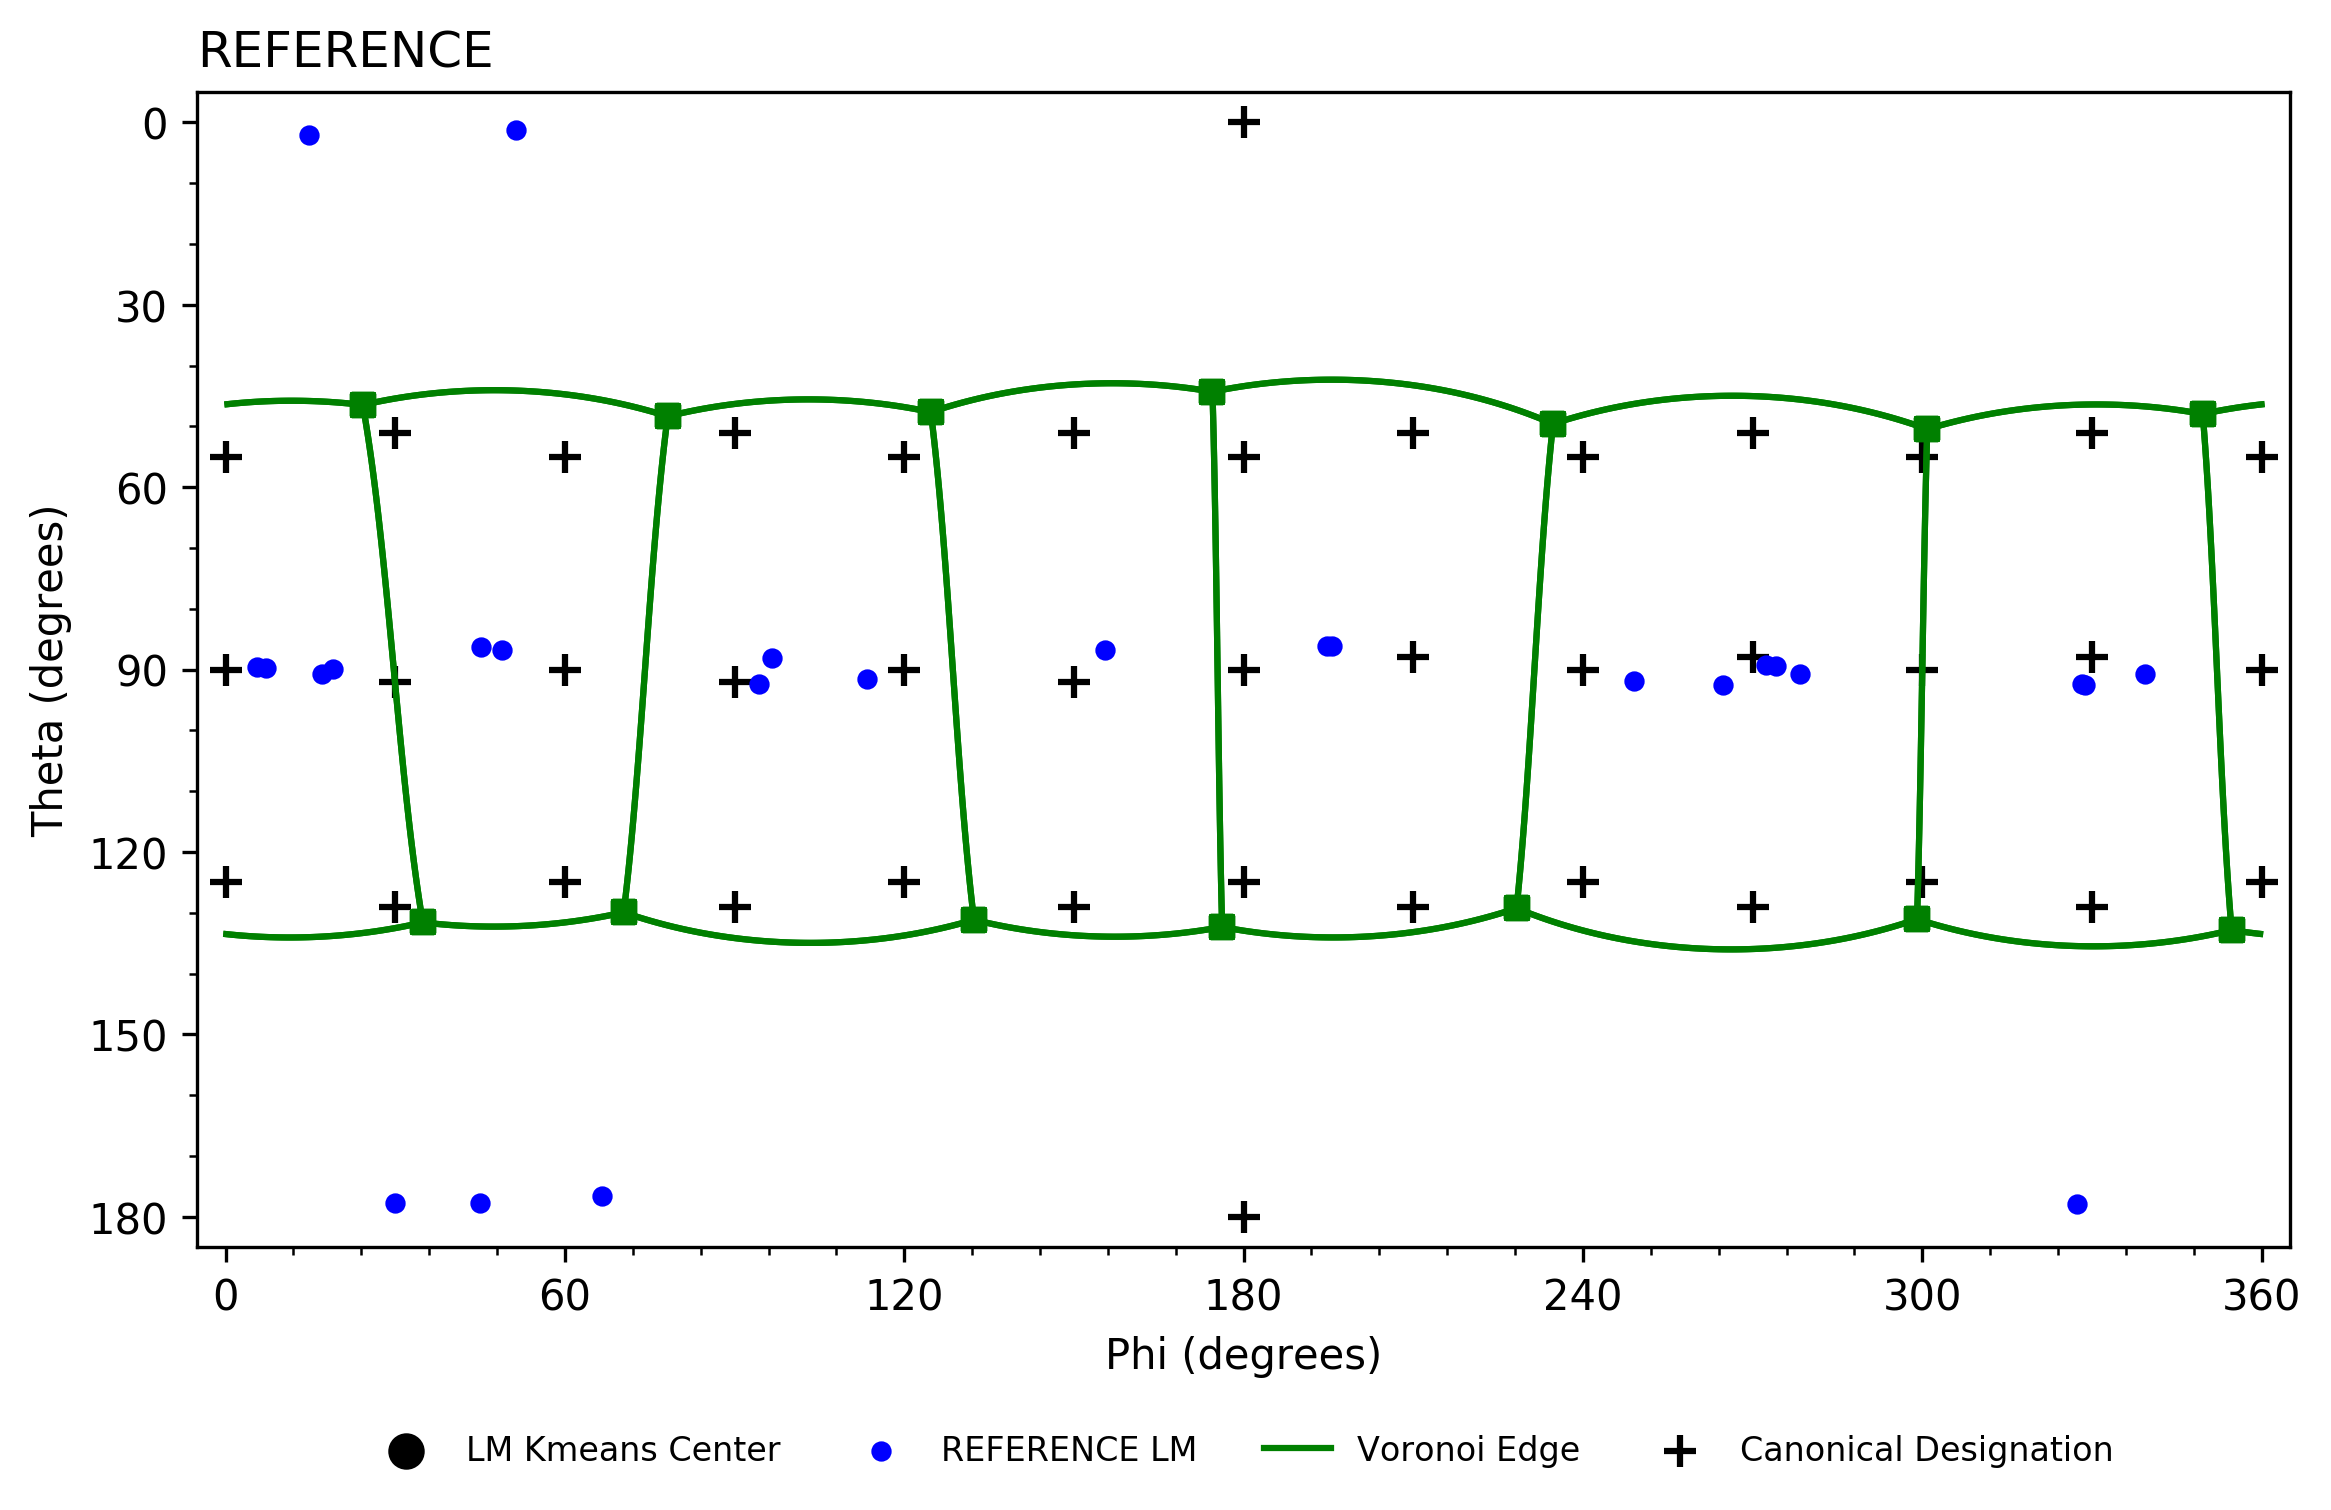 REFERENCE
0
30
60
90
120
150
180
Theta (degrees)
0 60 120 180 240 300 360
Phi (degrees)
LM Kmeans Center REFERENCE LM Voronoi Edge Canonical Designation